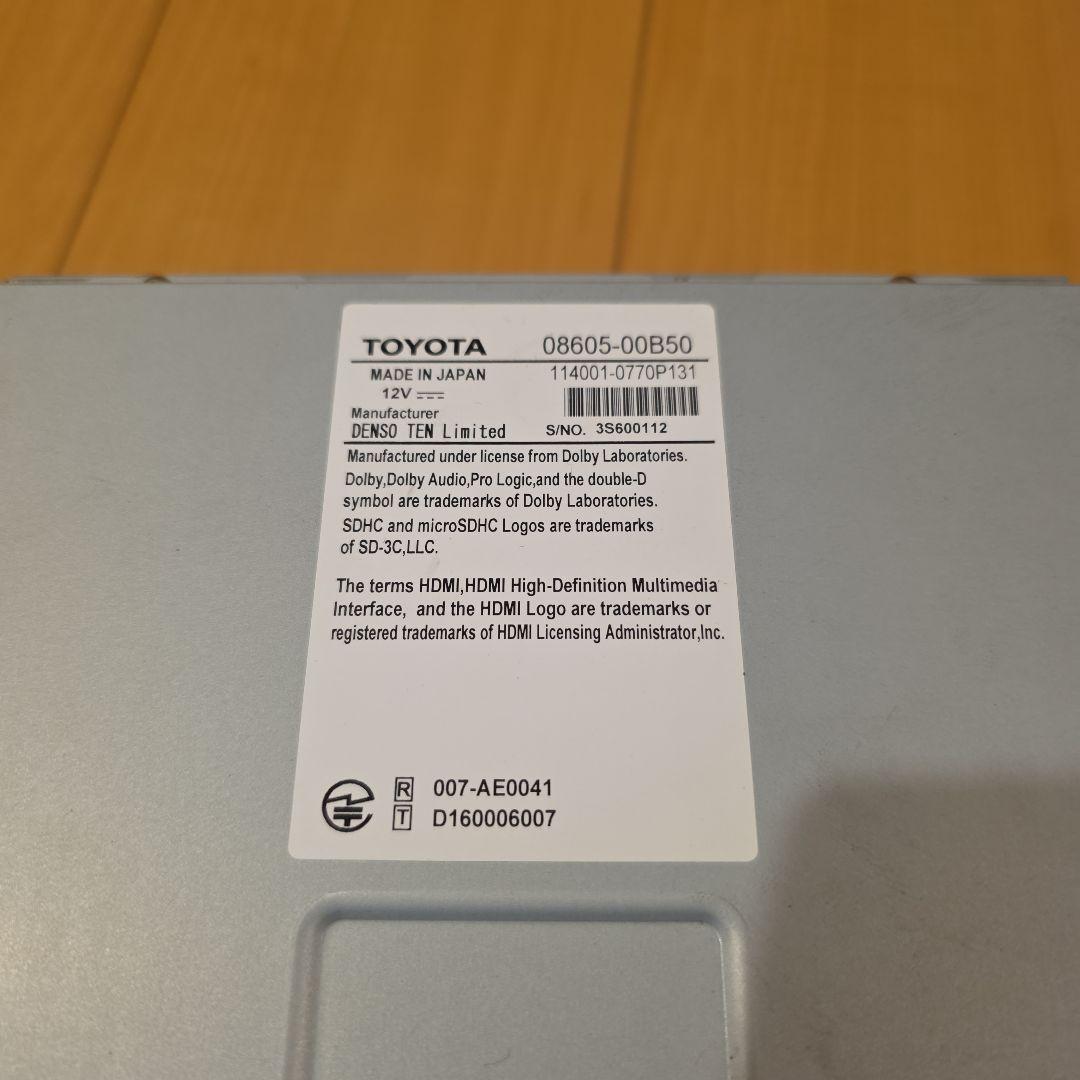 TOYOTA 08605-00B50
MADE IN JAPAN 114001-0770P131
12V
Manufacturer
DENSO TEN Limited S/NO. 3S600112
Manufactured under license from Dolby Laboratories.
Dolby,Dolby Audio,Pro Logic,and the double-D
symbol are trademarks of Dolby Laboratories.
SDHC and microSDHC Logos are trademarks
of SD-3C,LLC.
The terms HDMI,HDMI High-Definition Multimedia
Interface, and the HDMI Logo are trademarks or
registered trademarks of HDMI Licensing Administrator,Inc.
R 007-AE0041
T D160006007